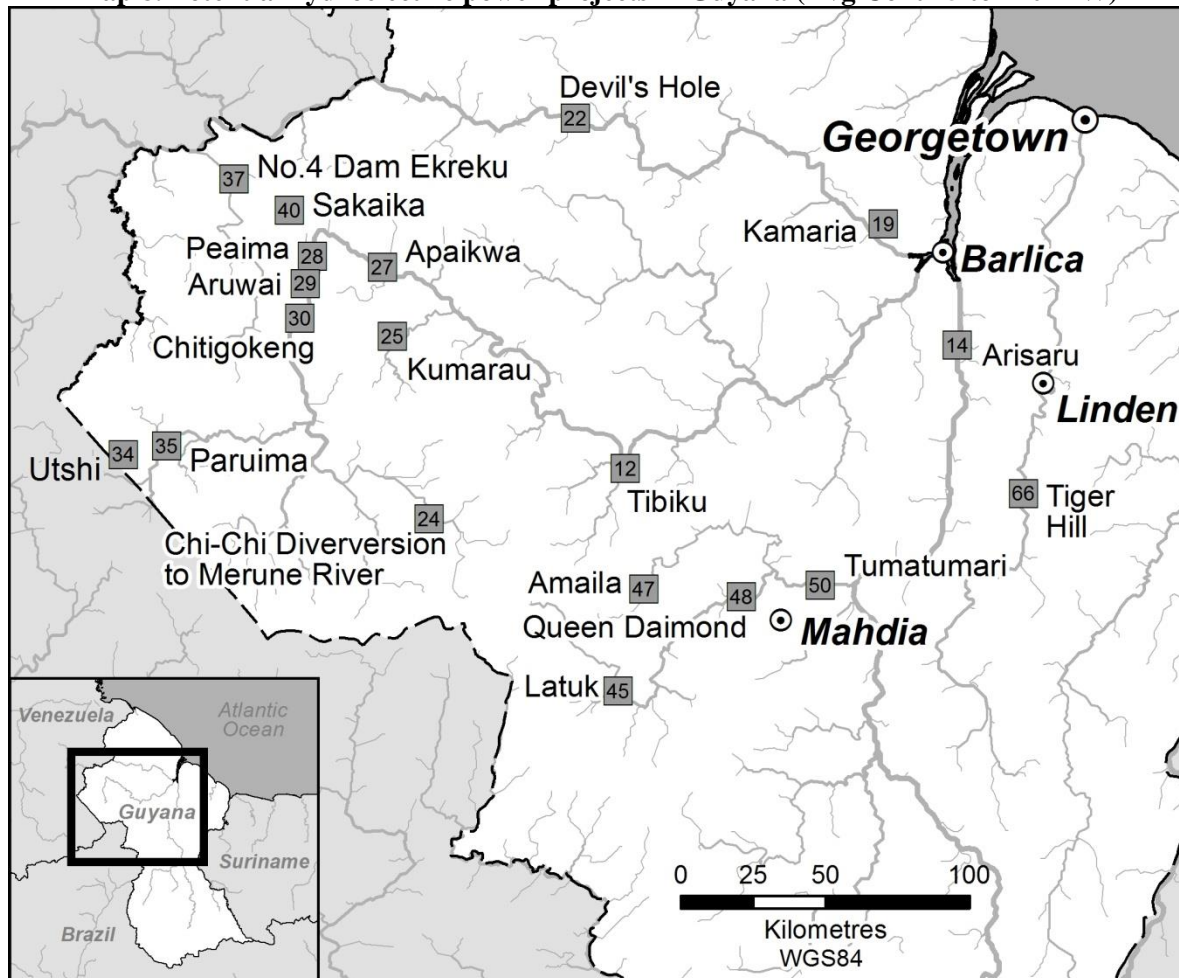 Devil's Hole
22
Georgetown
37
No.4 Dam Ekreku
40
Sakaika
Kamaria
19
Peaima
28
27
Apaikwa
Barlica
Aruwai
29
30
Chitigokeng
25
Kumarau
14
Arisaru
Linden
Utshi
34
35
Paruima
12
Tibiku
66
Tiger
Hill
24
Chi-Chi Diverversion
to Merune River
Amaila
47
48
50
Tumatumari
Queen Daimond
Mahdia
Latuk
45
Venezuela
Atlantic
Ocean
Guyana
Suriname
Brazil
0 25 50 100
Kilometres
WGS84